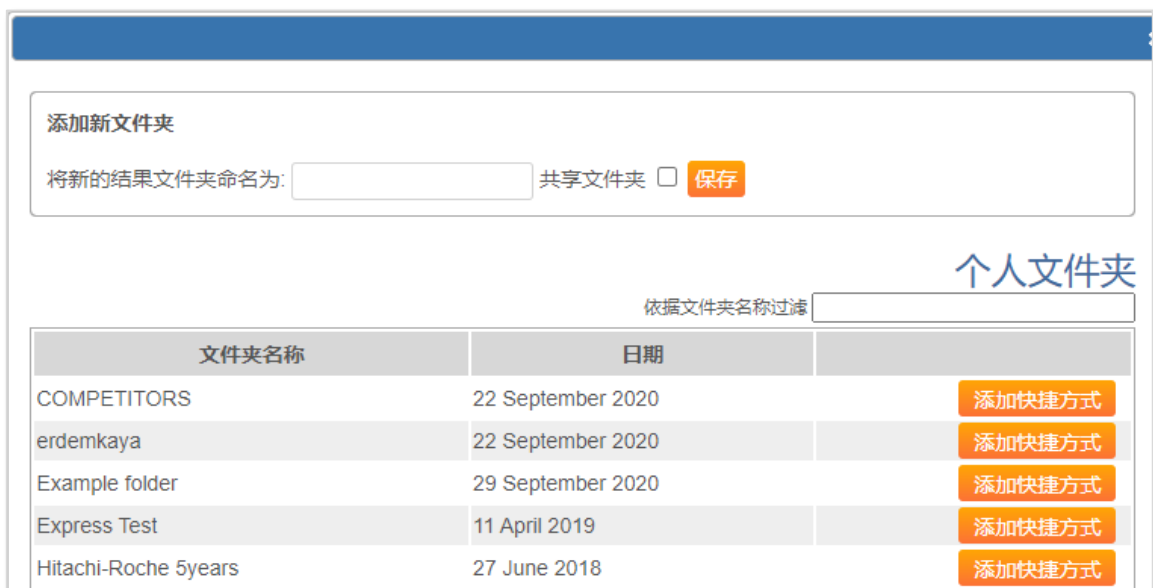 添加新文件夹
将新的结果文件夹命名为: 共享文件夹 保存
个人文件夹
依据文件夹名称过滤
文件夹名称 日期
COMPETITORS 22 September 2020 添加快捷方式
erdemkaya 22 September 2020 添加快捷方式
Example folder 29 September 2020 添加快捷方式
Express Test 11 April 2019 添加快捷方式
Hitachi-Roche 5years 27 June 2018 添加快捷方式